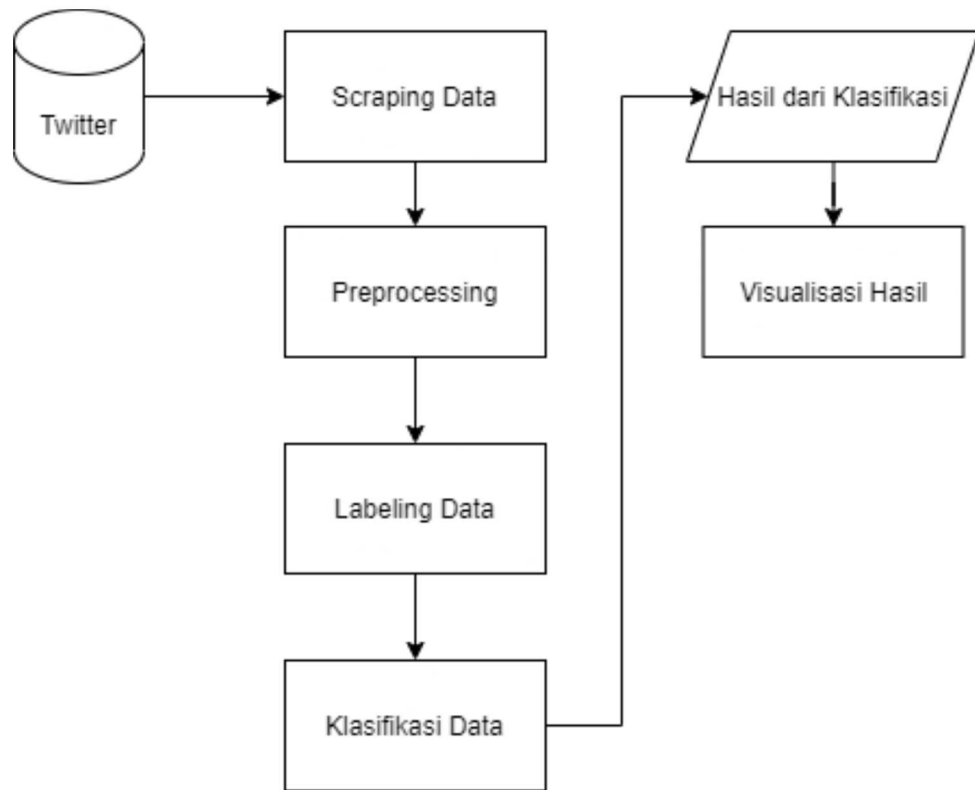 Twitter
Scraping Data
Preprocessing
Labeling Data
Klasifikasi Data
Hasil dari Klasifikasi
Visualisasi Hasil